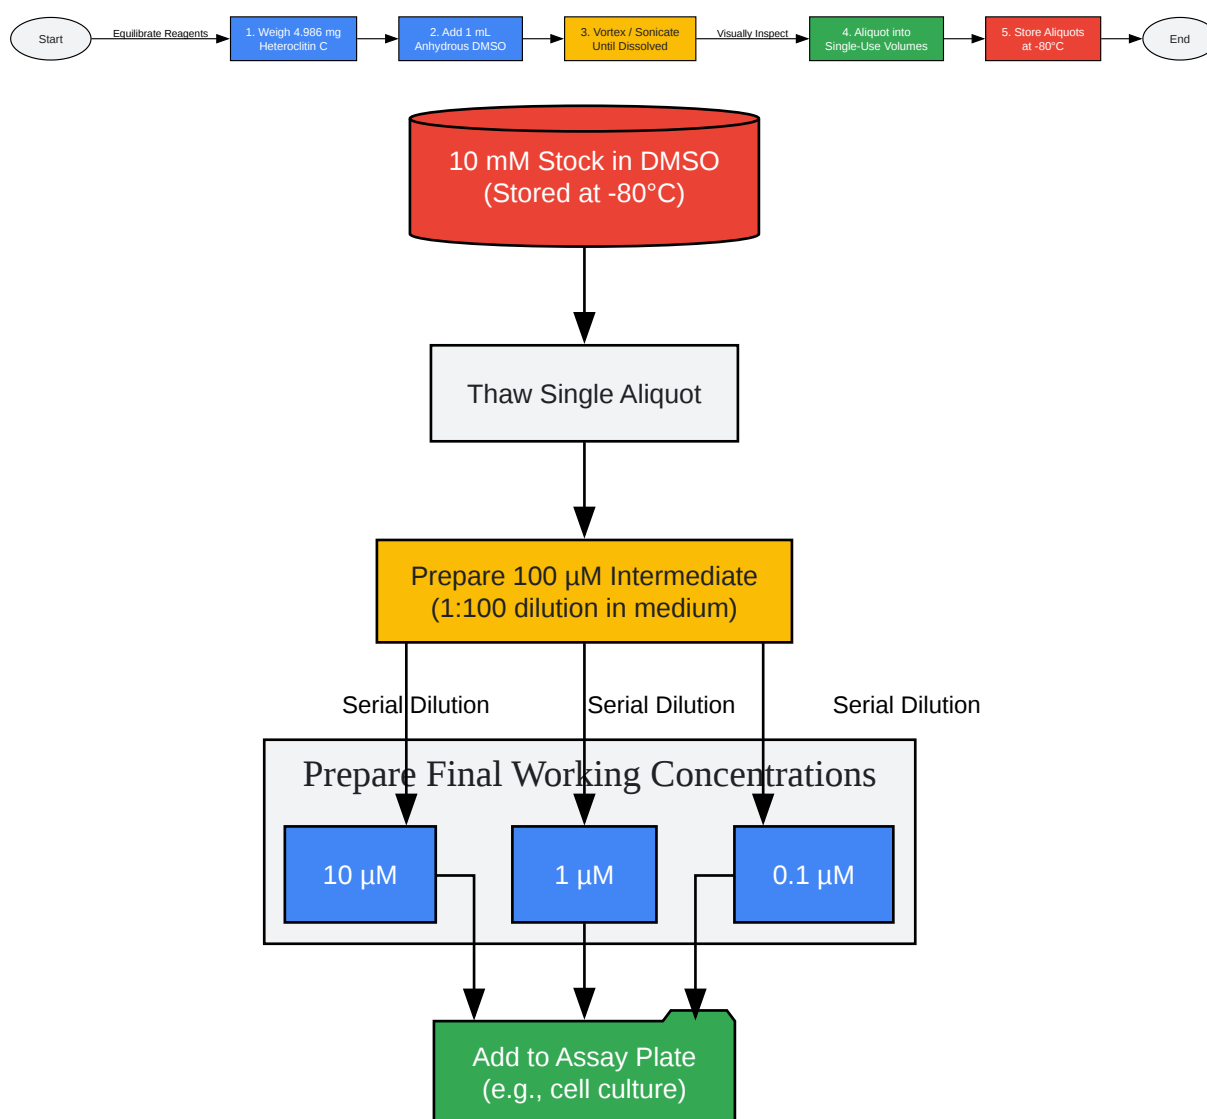 Start
Equilibrate Reagents
1. Weigh 4.986 mg
Heteroclitin C
2. Add 1 mL
Anhydrous DMSO
3. Vortex / Sonicate
Until Dissolved
Visually Inspect
4. Aliquot into
Single-Use Volumes
5. Store Aliquots
at -80°C
End
10 mM Stock in DMSO
(Stored at -80°C)
Thaw Single Aliquot
Prepare 100 µM Intermediate
(1:100 dilution in medium)
Serial Dilution
Serial Dilution
Serial Dilution
Prepare Final Working Concentrations
10 µM
1 µM
0.1 µM
Add to Assay Plate
(e.g., cell culture)